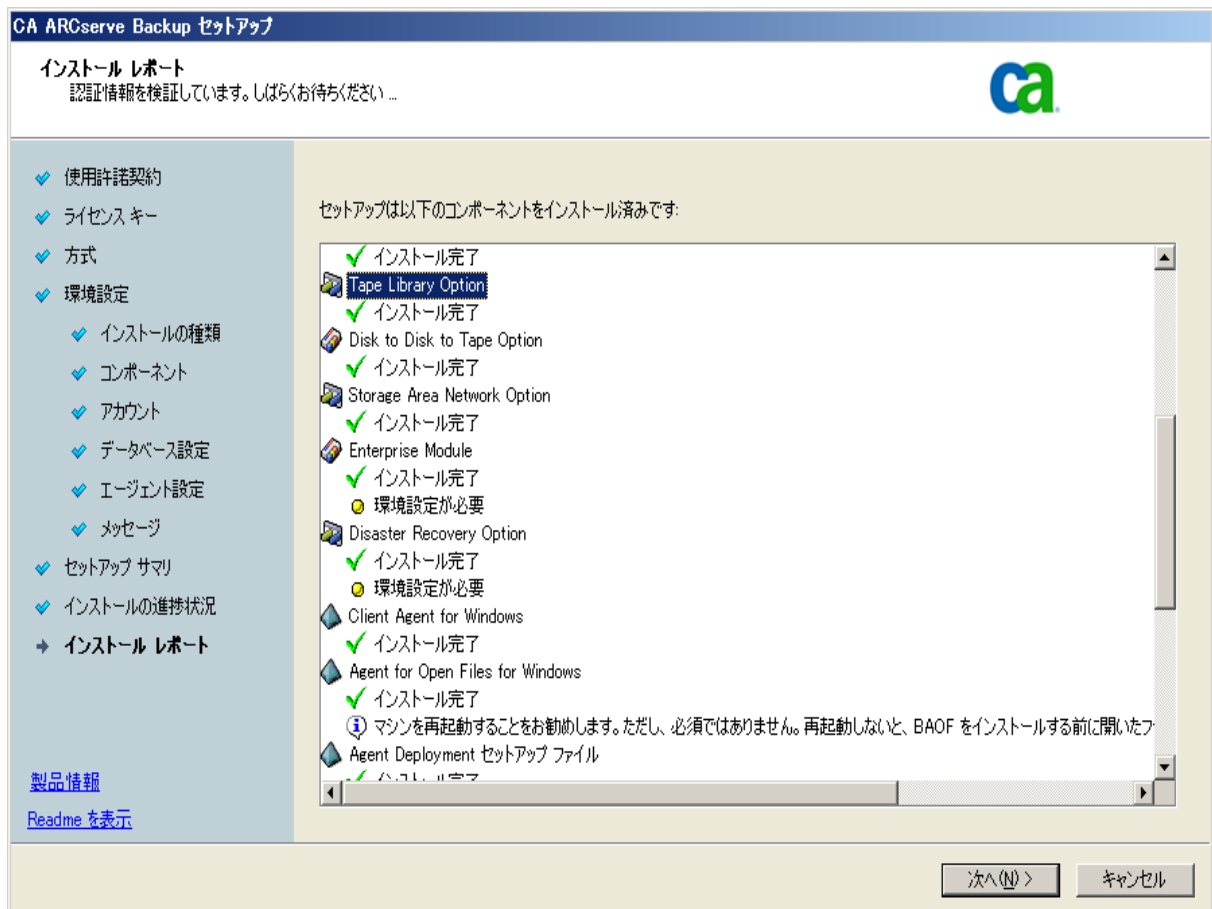 CA ARCserve Backup セットアップ
インストール レポート
認証情報を検証しています。しばらくお待ちください ...
ca
使用許諾契約
ライセンス キー
方式
環境設定
インストールの種類
コンポーネント
アカウント
データベース設定
エージェント設定
メッセージ
セットアップ サマリ
インストールの進捗状況
インストール レポート
製品情報
Readme を表示
セットアップは以下のコンポーネントをインストール済みです:
インストール完了
Tape Library Option
インストール完了
Disk to Disk to Tape Option
インストール完了
Storage Area Network Option
インストール完了
Enterprise Module
インストール完了
環境設定が必要
Disaster Recovery Option
インストール完了
環境設定が必要
Client Agent for Windows
インストール完了
Agent for Open Files for Windows
インストール完了
マシンを再起動することをお勧めします。ただし、必須ではありません。再起動しないと、BAOF をインストールする前に開いたフ
Agent Deployment セットアップ ファイル
インストール完了
次へ(N) >
キャンセル